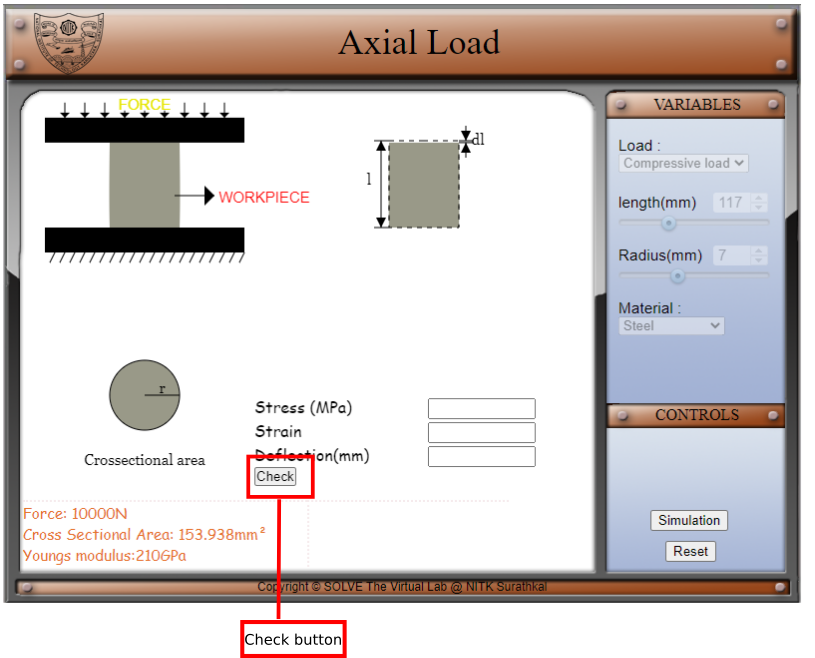 Axial Load
FORCE
WORKPIECE
l
dl
r
Crossectional area
Stress (MPa)
Strain
Deflection(mm)
Check
Force: 10000N
Cross Sectional Area: 153.938mm²
Youngs modulus:210GPa
VARIABLES
Load :
Compressive load
length(mm) 117
Radius(mm) 7
Material :
Steel
CONTROLS
Simulation
Reset
Copyright © SOLVE The Virtual Lab @ NITK Surathkal
Check button